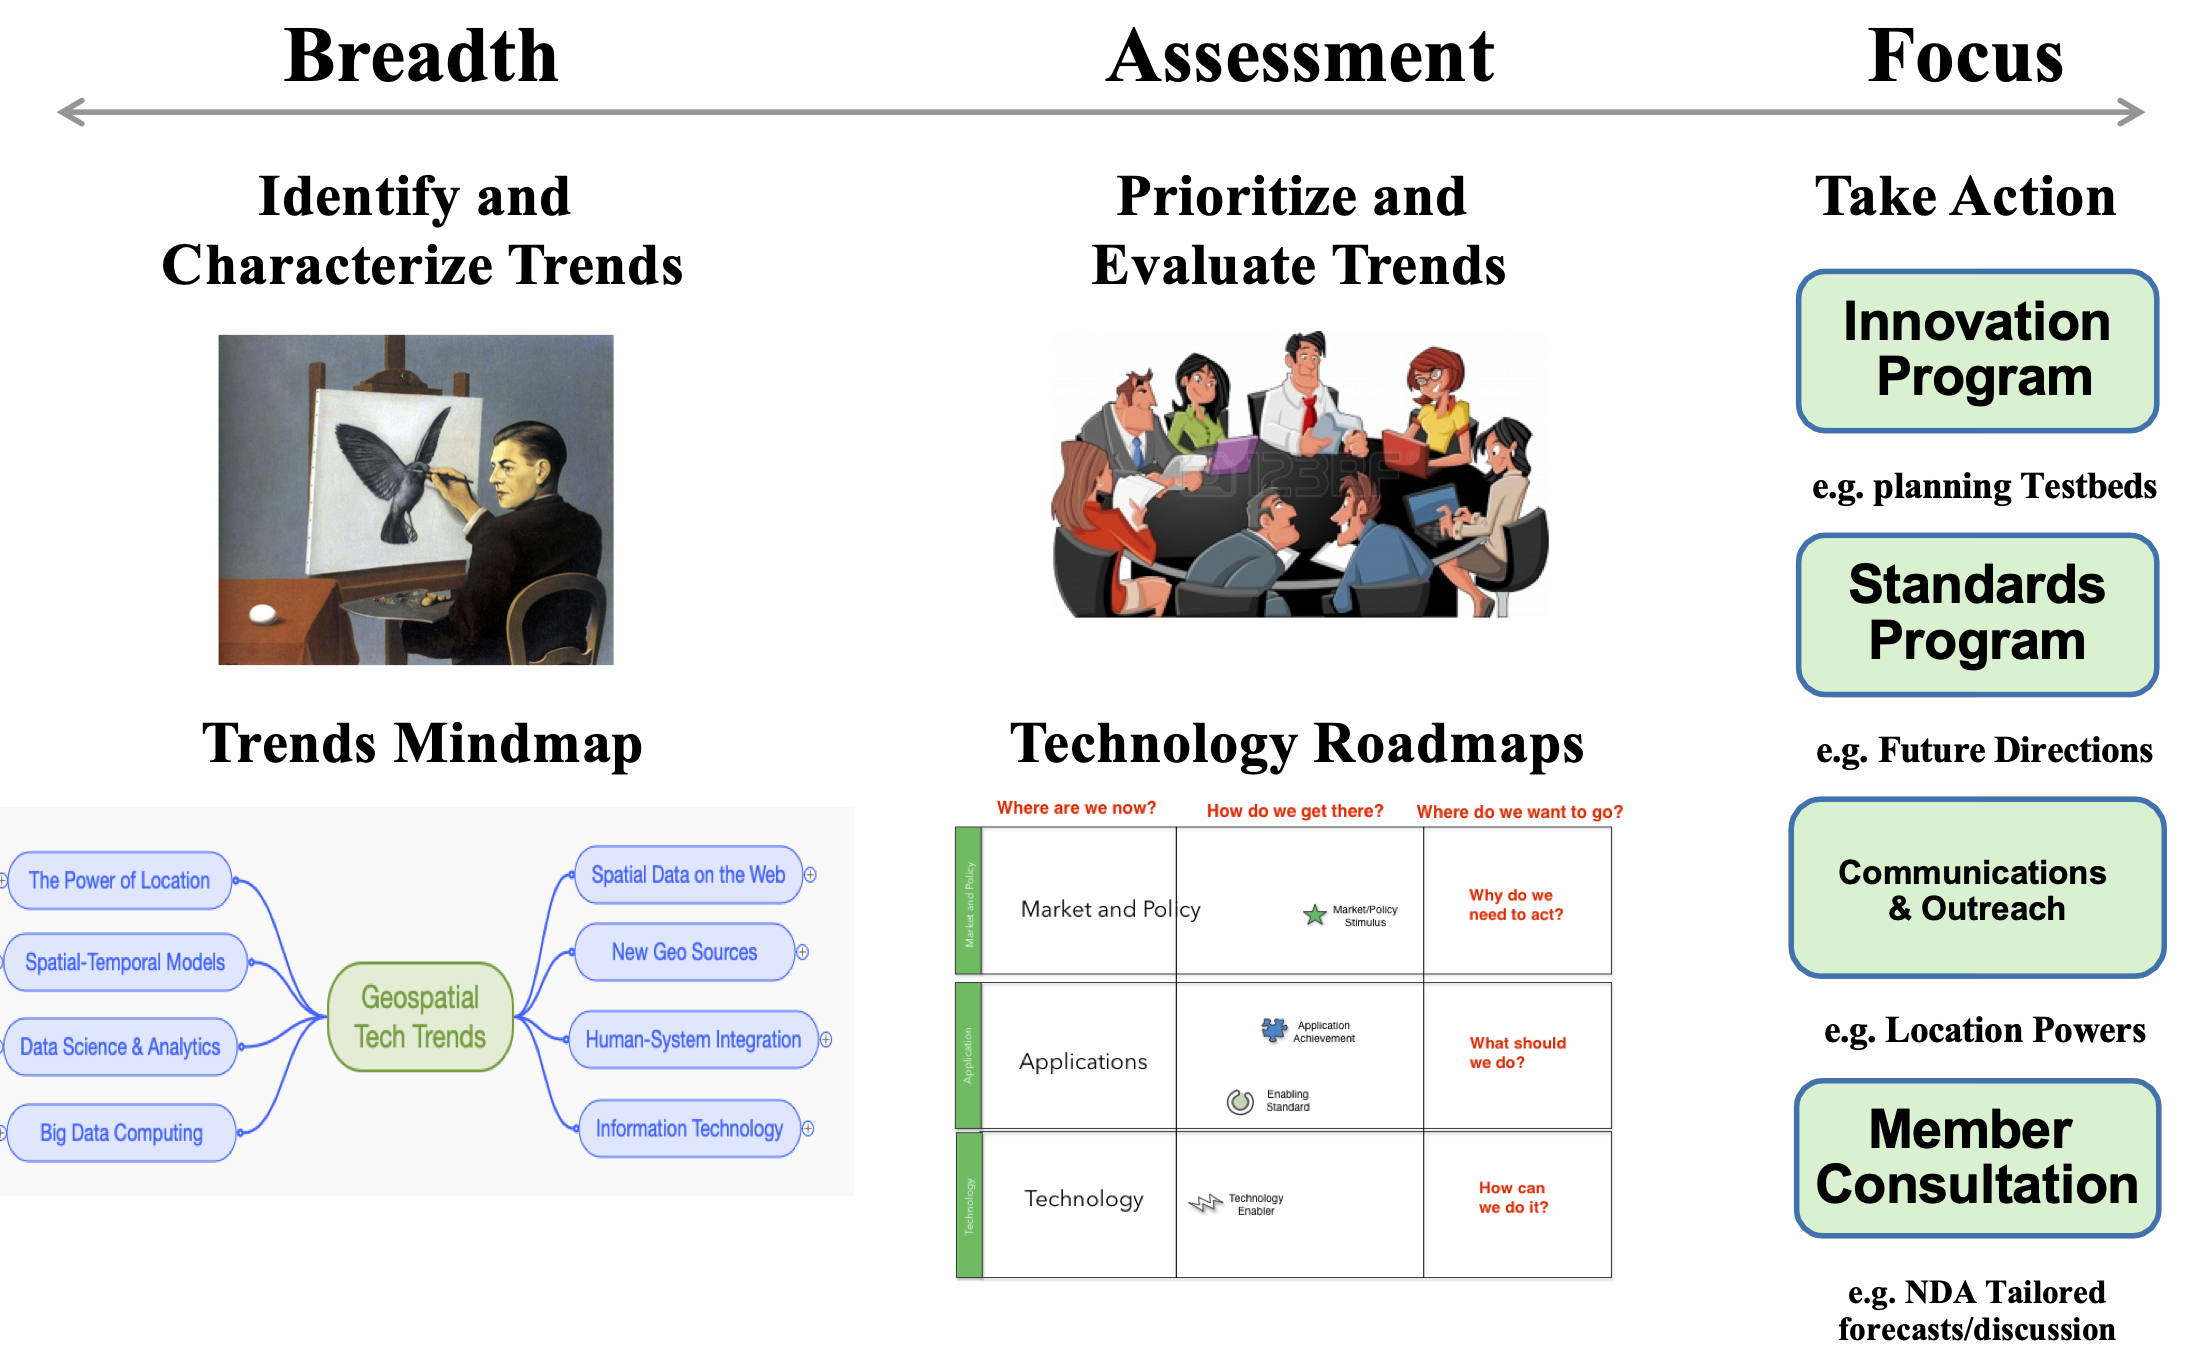 Breadth
Assessment
Focus
Identify and
Characterize Trends
Prioritize and
Evaluate Trends
Take Action
Innovation
Program
e.g. planning Testbeds
Standards
Program
e.g. Future Directions
Communications
& Outreach
e.g. Location Powers
Member
Consultation
e.g. NDA Tailored
forecasts/discussion
123RF
Trends Mindmap
The Power of Location
Spatial-Temporal Models
Data Science & Analytics
Big Data Computing
Geospatial
Tech Trends
Spatial Data on the Web
New Geo Sources
Human-System Integration
Information Technology
Technology Roadmaps
Where are we now?
How do we get there?
Where do we want to go?
Market and Policy
Market and Policy
Market/Policy
Stimulus
Why do we
need to act?
Application
Applications
Application
Achievement
Enabling
Standard
What should
we do?
Technology
Technology
Technology
Enabler
How can
we do it?